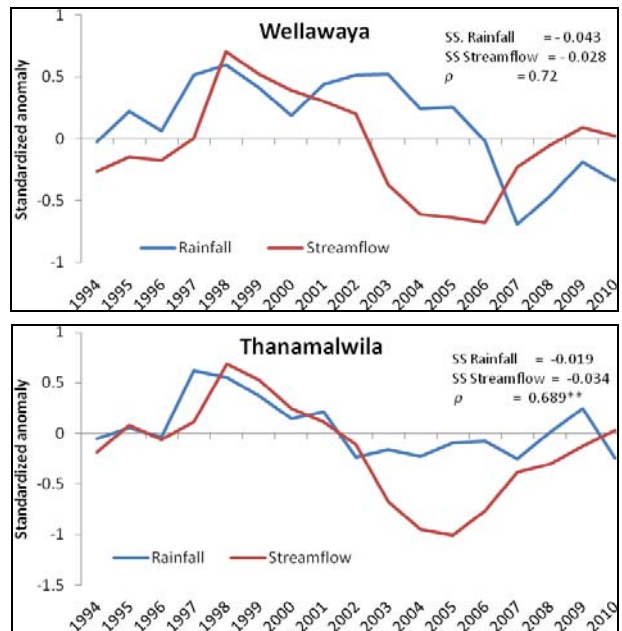 Wellawaya
SS. Rainfall = - 0.043
SS Streamflow = - 0.028
ρ = 0.72
Standardized anomaly
1
0.5
0
-0.5
-1
Rainfall Streamflow
1994 1995 1996 1997 1998 1999 2000 2001 2002 2003 2004 2005 2006 2007 2008 2009 2010
Thanamalwila
SS Rainfall = -0.019
SS Streamflow = -0.034
ρ = 0.689**
Standardized anomaly
1
0.5
0
-0.5
-1
-1.5
Rainfall Streamflow
1994 1995 1996 1997 1998 1999 2000 2001 2002 2003 2004 2005 2006 2007 2008 2009 2010